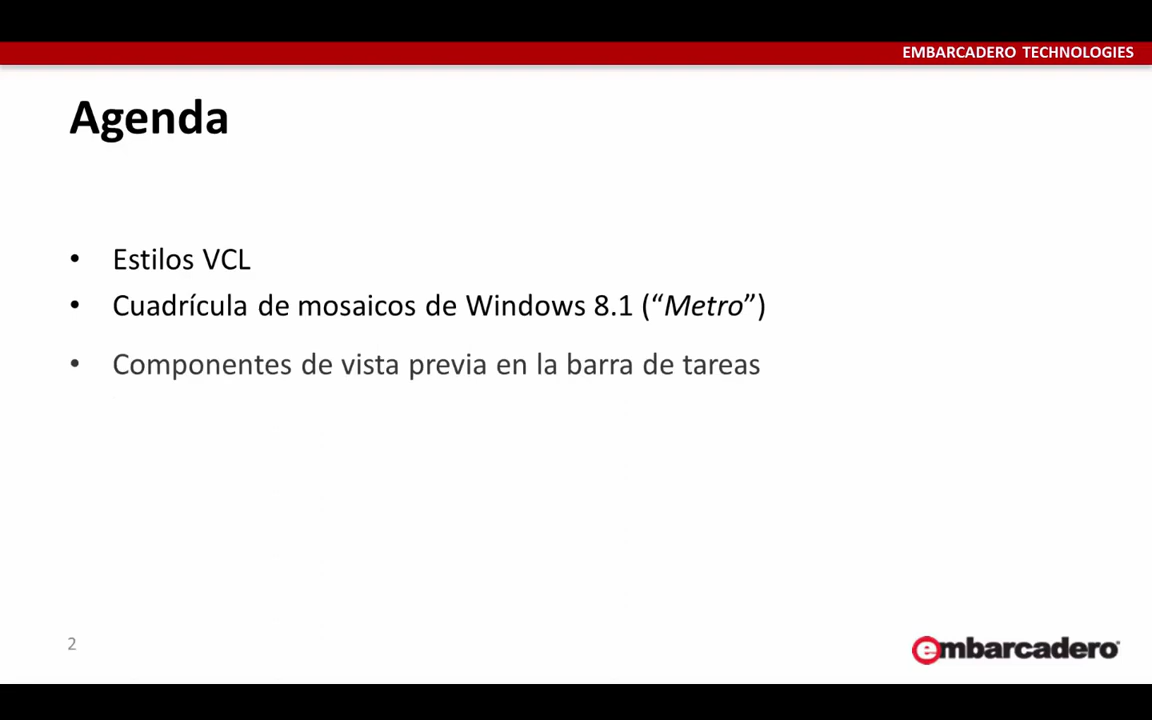 EMBARCADERO TECHNOLOGIES
Agenda
• Estilos VCL
• Cuadrícula de mosaicos de Windows 8.1 (“Metro”)
• Componentes de vista previa en la barra de tareas
2
embarcadero